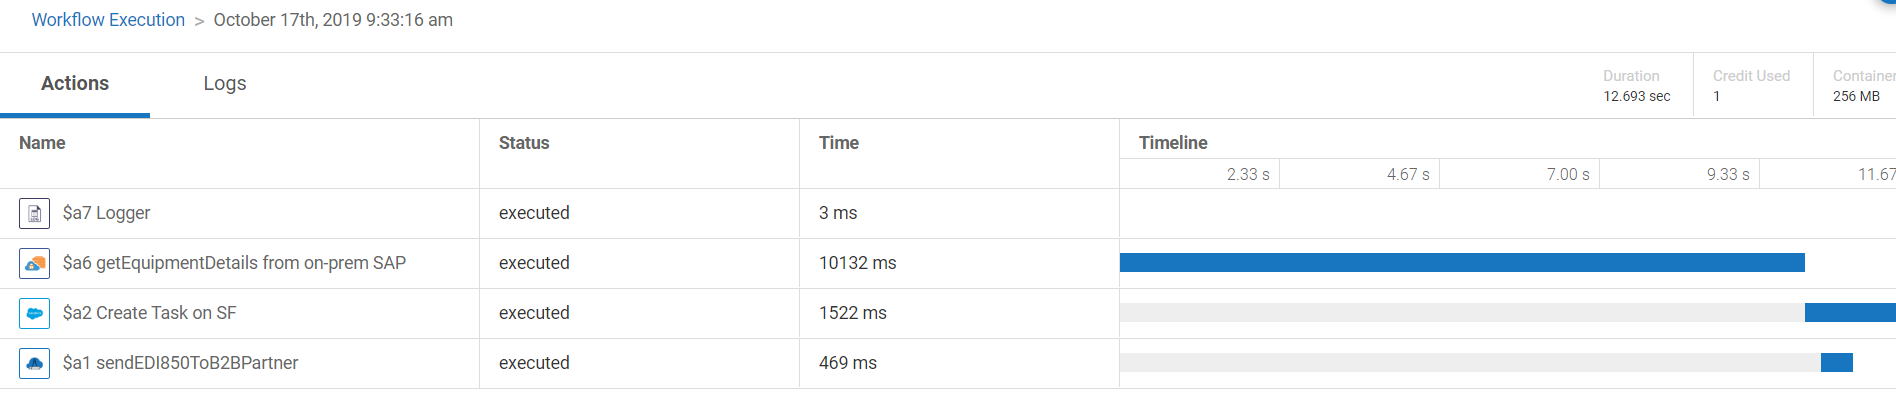 Workflow Execution > October 17th, 2019 9:33:16 am
Actions Logs
Duration Credit Used Container
12.693 sec 1 256 MB
Name Status Time Timeline
2.33 s 4.67 s 7.00 s 9.33 s 11.67
$a7 Logger executed 3 ms
$a6 getEquipmentDetails from on-prem SAP executed 10132 ms
$a2 Create Task on SF executed 1522 ms
$a1 sendEDI850ToB2BPartner executed 469 ms